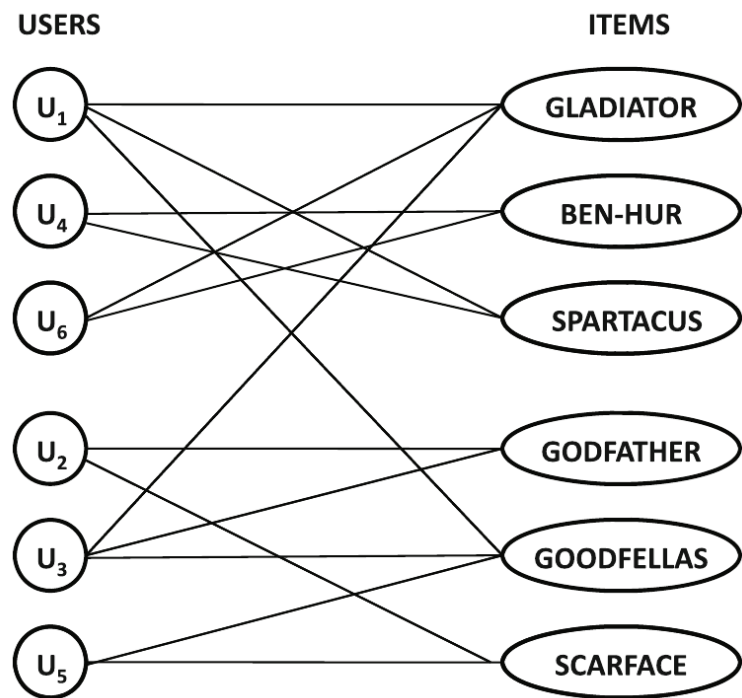 USERS ITEMS
U1 GLADIATOR
U4 BEN-HUR
U6 SPARTACUS
U2 GODFATHER
U3 GOODFELLAS
U5 SCARFACE